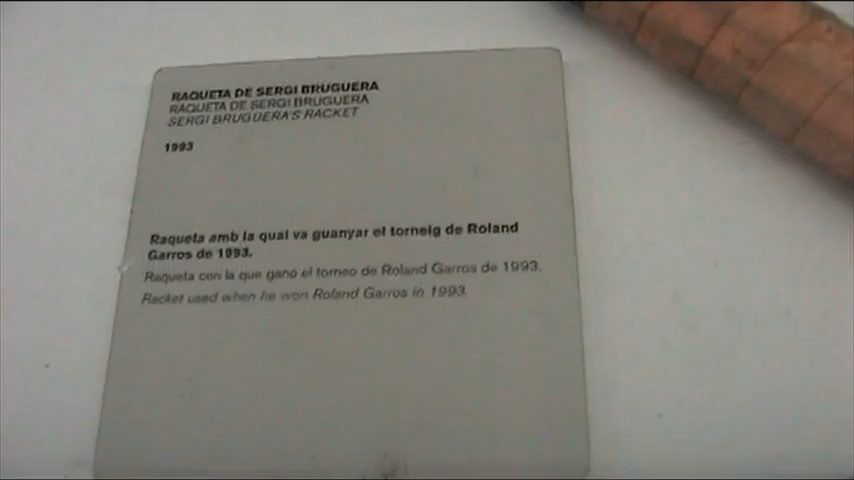 RAQUETA DE SERGI BRUGUERA
RAQUETA DE SERGI BRUGUERA
SERGI BRUGUERA'S RACKET
1993
Raqueta amb la qual va guanyar el torneig de Roland
Garros de 1993.
Raqueta con la que ganó el torneo de Roland Garros de 1993.
Racket used when he won Roland Garros in 1993.